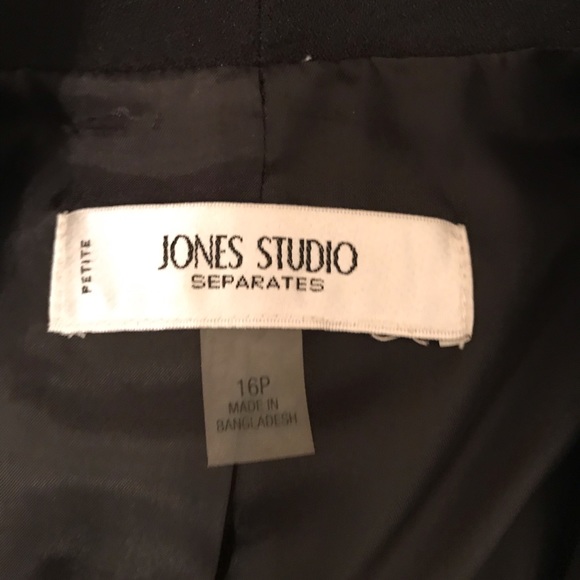 PETITE
JONES STUDIO
SEPARATES
16P
MADE IN
BANGLADESH